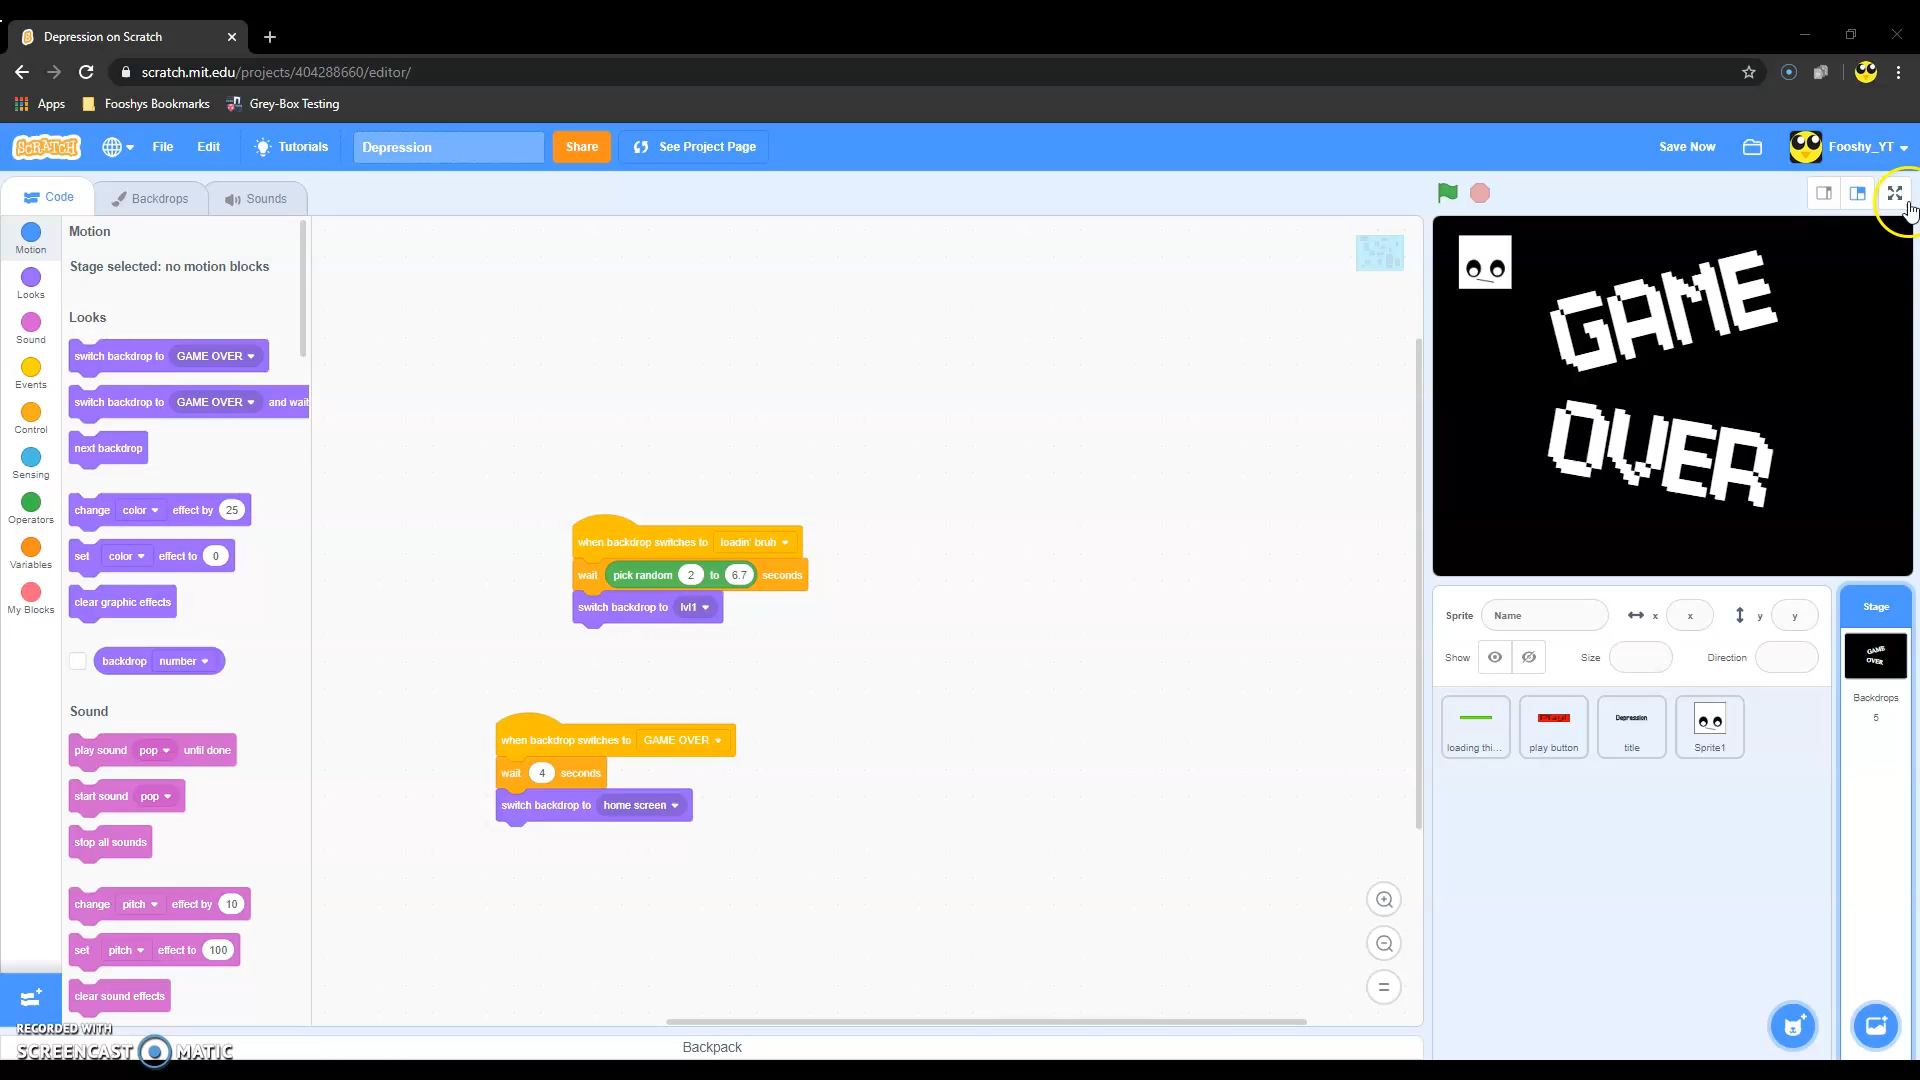 Depression on Scratch
scratch.mit.edu/projects/404288660/editor/
Apps Fooshys Bookmarks Grey-Box Testing
SCRATCH File Edit Tutorials Depression Share See Project Page Save Now Fooshy_YT
Code Backdrops Sounds
Motion
Looks
Sound
Events
Control
Sensing
Operators
Variables
My Blocks
Motion
Stage selected: no motion blocks
Looks
switch backdrop to GAME OVER
switch backdrop to GAME OVER and wait
next backdrop
change color effect by 25
set color effect to 0
clear graphic effects
backdrop number
Sound
play sound pop until done
start sound pop
stop all sounds
change pitch effect by 10
set pitch effect to 100
clear sound effects
when backdrop switches to loadin' bruh
wait pick random 2 to 6.7 seconds
switch backdrop to lvl1
when backdrop switches to GAME OVER
wait 4 seconds
switch backdrop to home screen
GAME
OVER
Sprite Name x x y y
Show Size Direction
loading thi...
Play!
play button
Depression
title
Sprite1
Stage
GAME
OVER
Backdrops
5
Backpack
RECORDED WITH
SCREENCAST MATIC